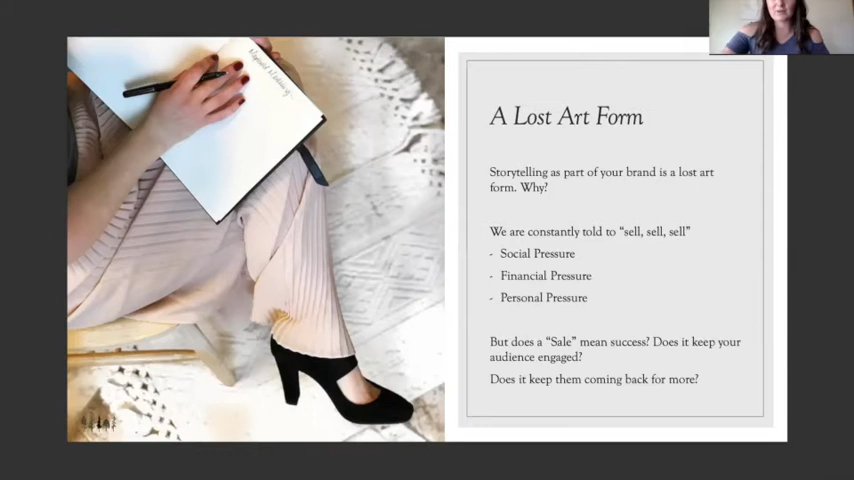 A Lost Art Form
Storytelling as part of your brand is a lost art
form. Why?
We are constantly told to “sell, sell, sell”
- Social Pressure
- Financial Pressure
- Personal Pressure
But does a “Sale” mean success? Does it keep your
audience engaged?
Does it keep them coming back for more?